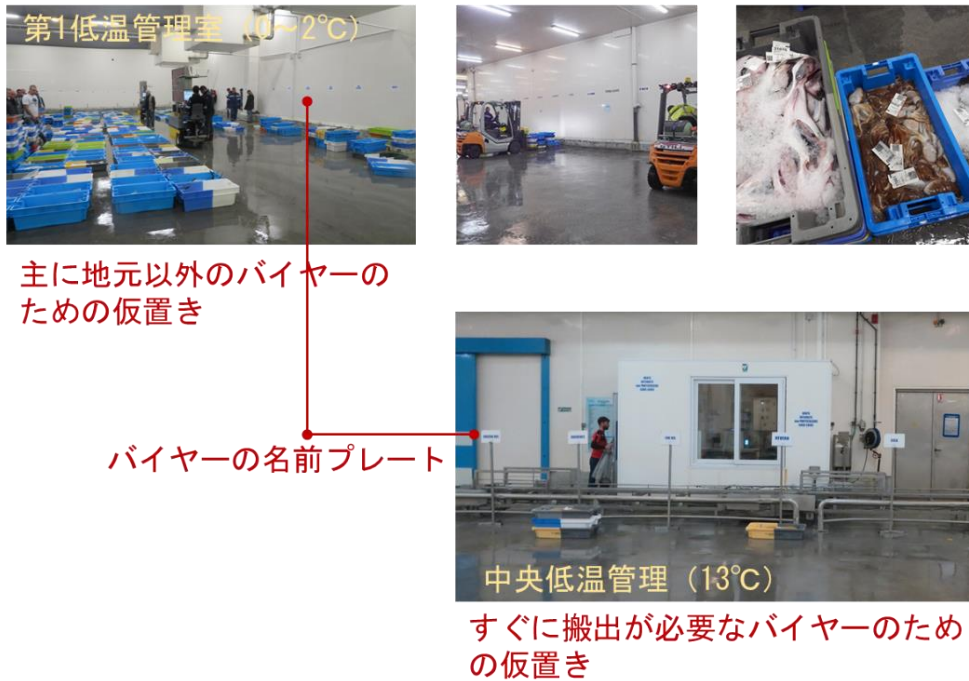 第1低温管理室（0～2℃）
主に地元以外のバイヤーの
ための仮置き
バイヤーの名前プレート
中央低温管理（13℃）
すぐに搬出が必要なバイヤーのため
の仮置き